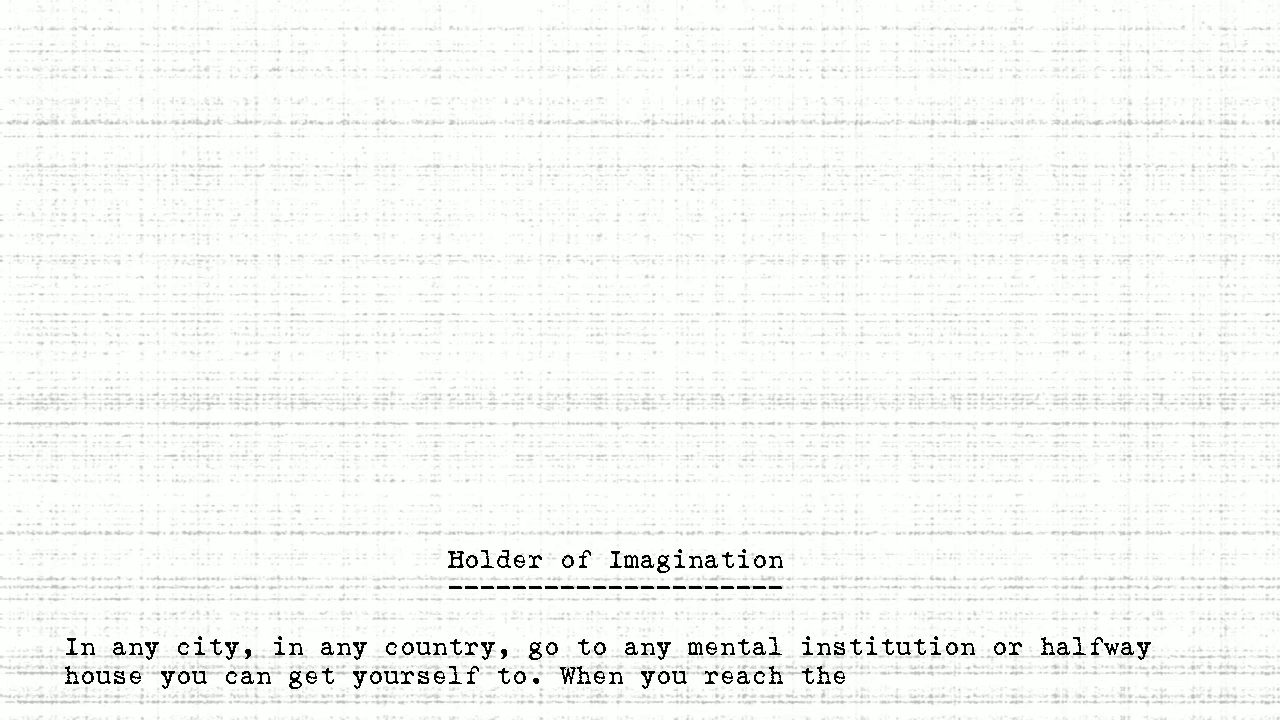 Holder of Imagination
---------------------
In any city, in any country, go to any mental institution or halfway
house you can get yourself to. When you reach the